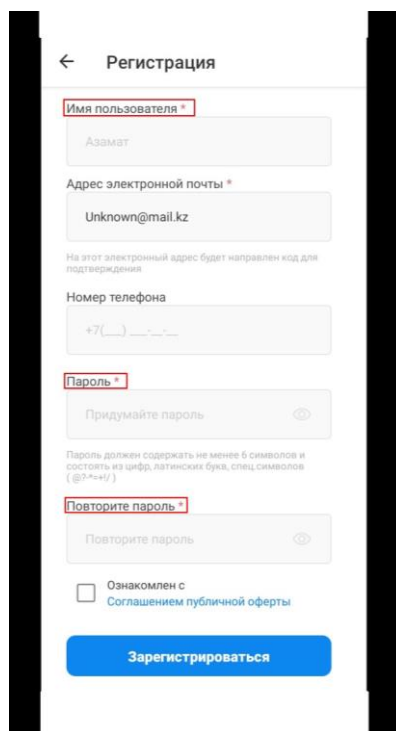 Регистрация
Имя пользователя *
Азамат
Адрес электронной почты *
Unknown@mail.kz
На этот электронный адрес будет направлен код для
подтверждения
Номер телефона
+7(___) ___-__-__
Пароль *
Придумайте пароль
Пароль должен содержать не менее 6 символов и
состоять из цифр, латинских букв, спец.символов
( @?-*=+!/ )
Повторите пароль *
Повторите пароль
Ознакомлен с
Соглашением публичной оферты
Зарегистрироваться